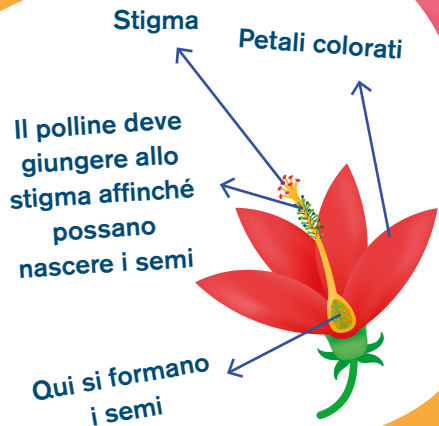 Stigma
Petali colorati
Il polline deve
giungere allo
stigma affinché
possano
nascere i semi
Qui si formano
i semi